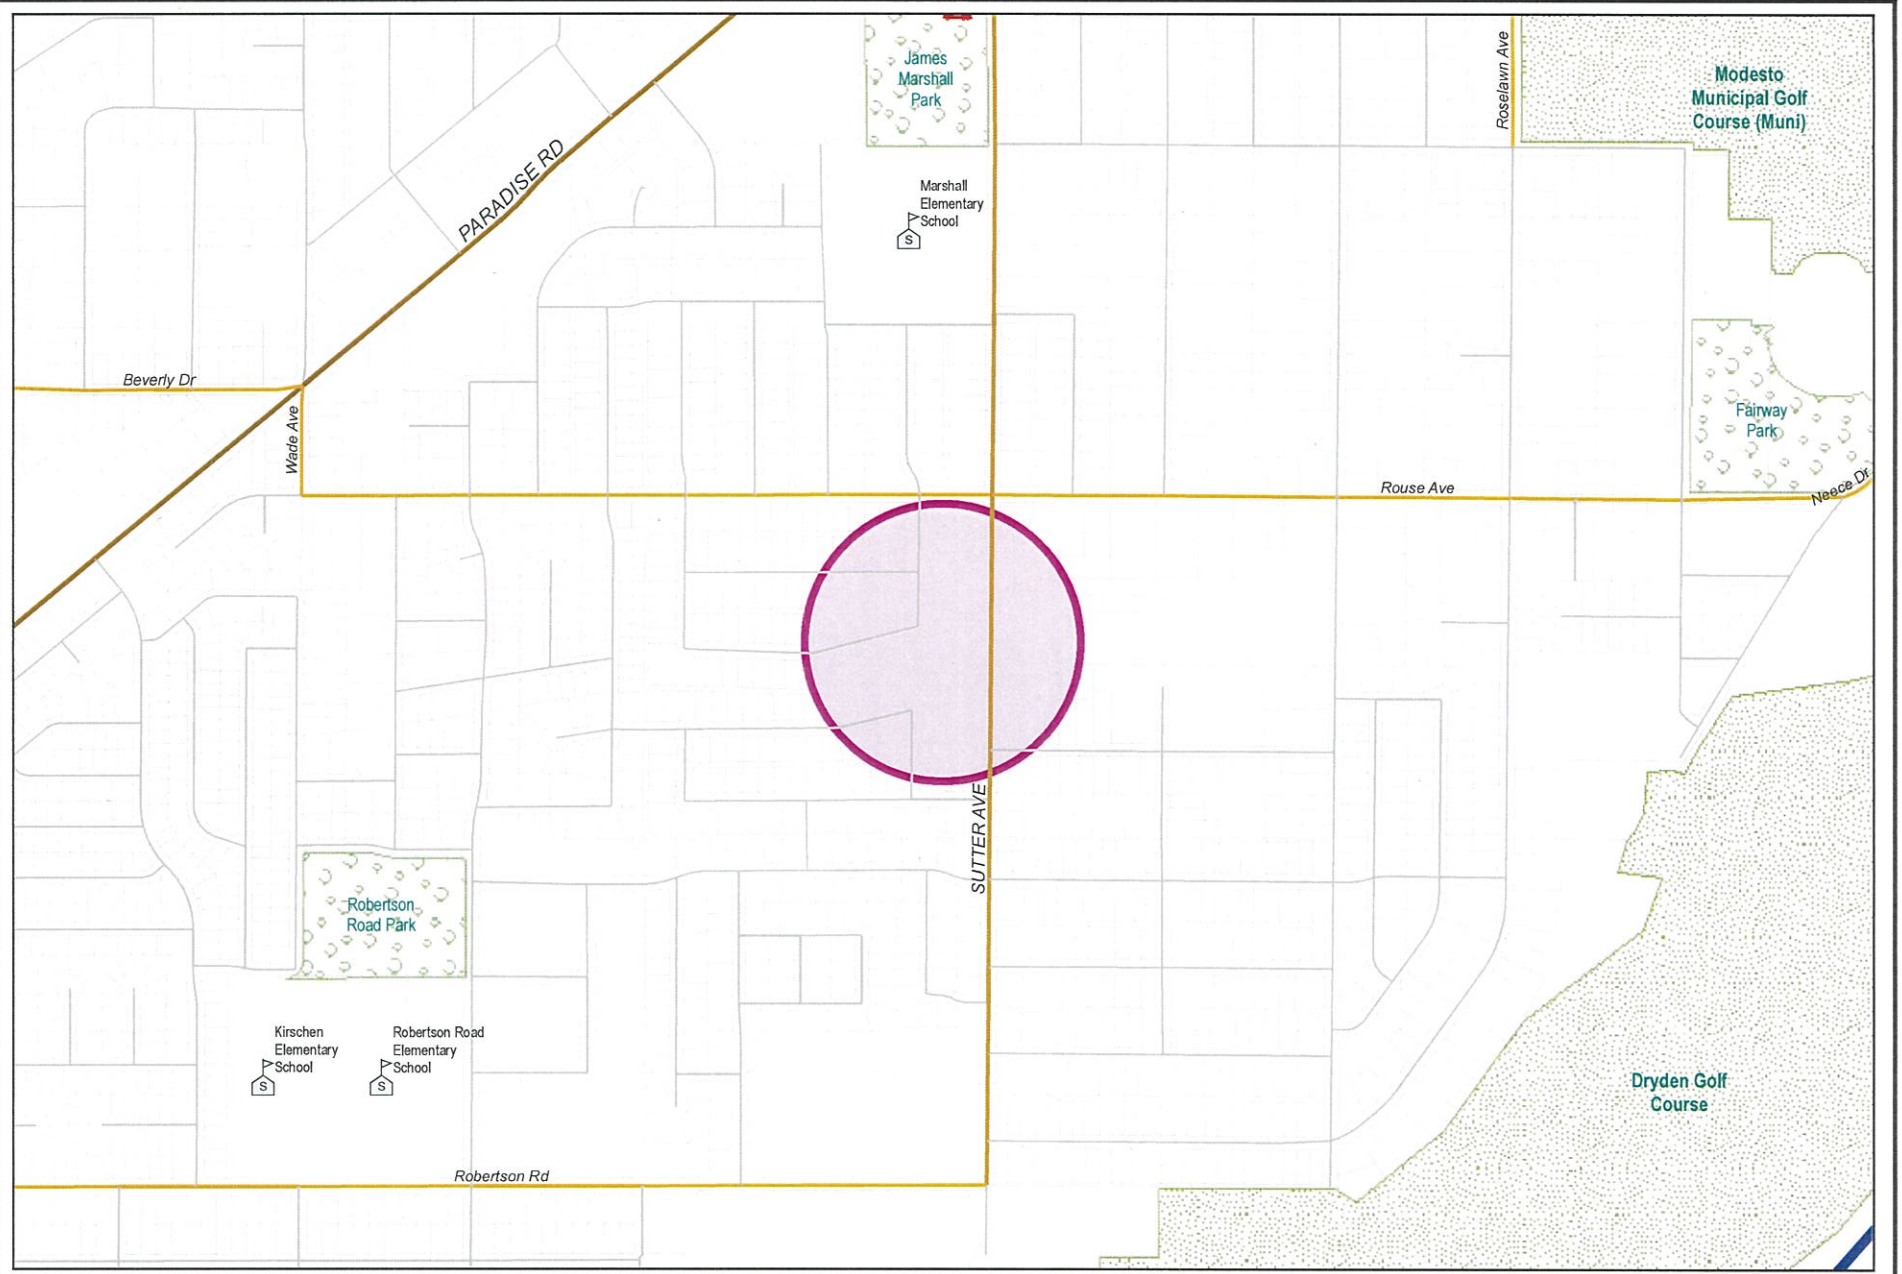 James
Marshall
Park
Roselawn Ave
Modesto
Municipal Golf
Course (Muni)
PARADISE RD
Marshall
Elementary
School
S
Beverly Dr
Wade Ave
Fairway
Park
Rouse Ave
Neece Dr
SUTTER AVE
Robertson
Road Park
Kirschen
Elementary
School
S
Robertson Road
Elementary
School
S
Dryden Golf
Course
Robertson Rd